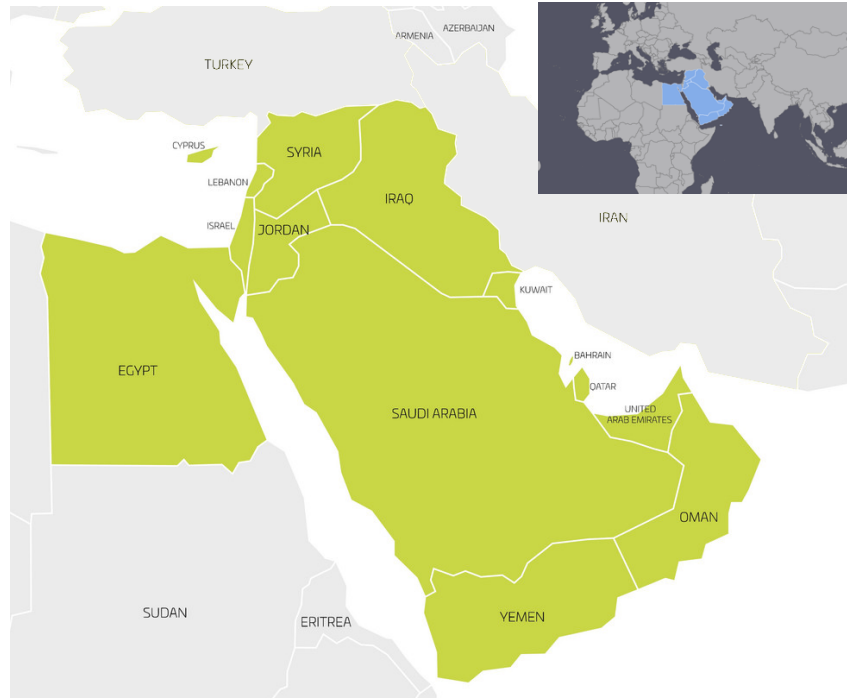 ARMENIA
AZERBAIJAN
TURKEY
CYPRUS
SYRIA
LEBANON
IRAQ
ISRAEL
JORDAN
IRAN
KUWAIT
EGYPT
BAHRAIN
QATAR
SAUDI ARABIA
UNITED
ARAB EMIRATES
OMAN
SUDAN
ERITREA
YEMEN